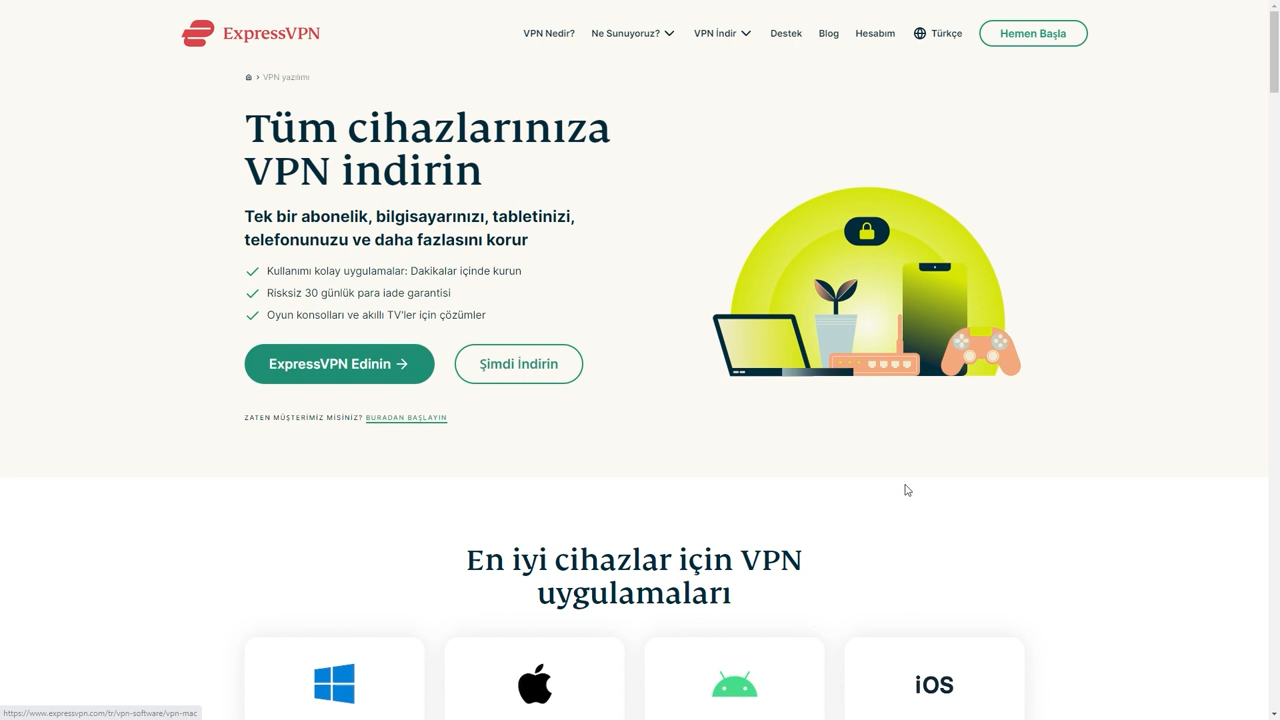 ExpressVPN
VPN Nedir?
Ne Sunuyoruz?
VPN İndir
Destek
Blog
Hesabım
Türkçe
Hemen Başla
› VPN yazılımı
Tüm cihazlarınıza
VPN indirin
Tek bir abonelik, bilgisayarınızı, tabletinizi,
telefonunuzu ve daha fazlasını korur
Kullanımı kolay uygulamalar: Dakikalar içinde kurun
Risksiz 30 günlük para iade garantisi
Oyun konsolları ve akıllı TV'ler için çözümler
ExpressVPN Edinin →
Şimdi İndirin
ZATEN MÜŞTERİMİZ MİSİNİZ? BURADAN BAŞLAYIN
En iyi cihazlar için VPN
uygulamaları
iOS
https://www.expressvpn.com/tr/vpn-software/vpn-mac